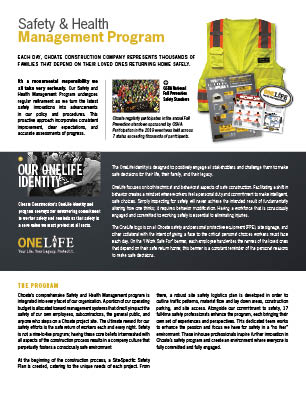 Safety & Health
Management Program
EACH DAY, CHOATE CONSTRUCTION COMPANY REPRESENTS THOUSANDS OF
FAMILIES THAT DEPEND ON THEIR LOVED ONES RETURNING HOME SAFELY.
It's a monumental responsibility we
all take very seriously. Our Safety and
Health Management Program undergoes
regular refinement as we turn the latest
safety innovations into advancements
in our policy and procedures. This
proactive approach incorporates consistent
improvement, clear expectations, and
accurate assessments of progress.
OSHA National
Fall Prevention
Safety Standown
Choate regularly participates in the annual Fall
Prevention standown sponsored by OSHA.
Participation in the 2019 event was held across
7 states exceeding thousands of participants.
ONELIFE
OUR ONELIFE
IDENTITY
Choate Construction's OneLife identity and
program exempify our unwavering commitment
to worker safety and reminds us that safety is
a core value we must protect at all costs.
ONELIFE
Your Life. Your Legacy. Protect it.
The OneLife identity is designed to positively engage all stakeholders and challenge them to make
safe decisions for their life, their family, and their legacy.
OneLife focuses on both technical and behavioral aspects of safe construction. Facilitating a shift in
behavior creates a mindset where employees feel a personal duty and commitment to make intelligent,
safe choices. Simply inspecting for safety will never achieve the intended result of fundamentally
altering how one thinks; it requires behavior modification. Having a workforce that is consciously
engaged and committed to working safely is essential to eliminating injuries.
The OneLife logo is on all Choate safety and personal protective equipment (PPE), site signage, and
other collateral with the intent of giving a face to the critical personal choices workers must face
each day. On the "I Work Safe For" banner, each employee handwrites the names of the loved ones
that depend on their safe return home; this banner is a constant reminder of the personal reasons
to make safe decisions.
THE PROGRAM
Choate's comprehensive Safety and Health Management program is
integrated into every facet of our organization. A portion of our operating
budget is allocated toward management systems that directly impact the
safety of our own employees, subcontractors, the general public, and
anyone who steps on a Choate project site. The ultimate reward for our
safety efforts is the safe return of workers each and every night. Safety
is not a time-to-time program; having these core beliefs intermeshed with
all aspects of the construction process results in a company culture that
perpetually fosters a consciously safe environment.
At the beginning of the construction process, a Site-Specific Safety
Plan is created, catering to the unique needs of each project. From
there, a robust site safety logistics plan is developed in order to
outline traffic patterns, material flow and lay down areas, construction
parking, and site access. Alongside our commitment to safety, 17
full-time safety professionals enhance the program, each bringing their
own set of experiences and perspectives. This dedicated team works
to enhance the passion and focus we have for safety in a "no fear"
environment. These in-house professionals inspire further innovation in
Choate's safety program and create an environment where everyone is
fully committed and fully engaged.